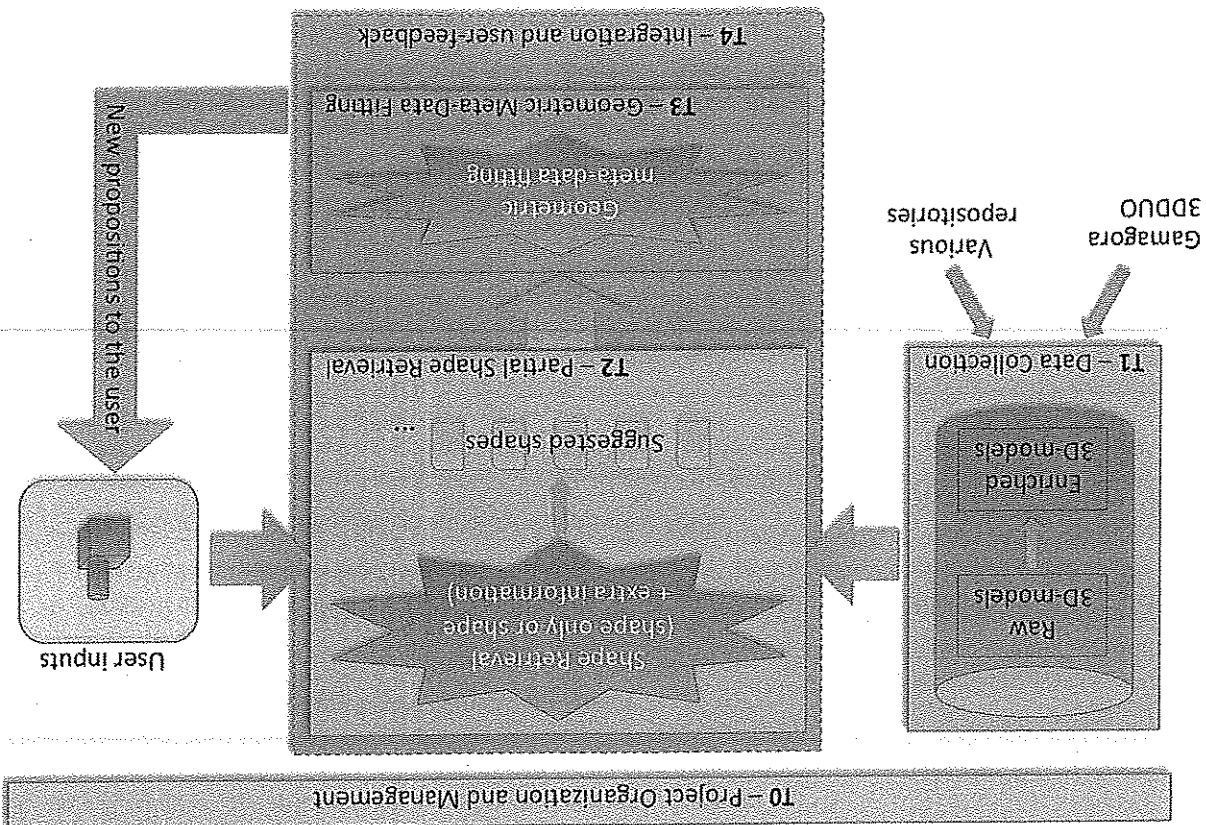 T0 – Project Organization and Management
User inputs
New propositions to the user
Shape Retrieval
(shape only or shape
+ extra information)
Suggested shapes
...
T2 – Partial Shape Retrieval
Geometric
meta-data fitting
T3 – Geometric Meta-Data Fitting
T4 – Integration and user-feedback
Raw
3D-models
Enriched
3D-models
T1 – Data Collection
Gamagora
3DDUO
Various
repositories